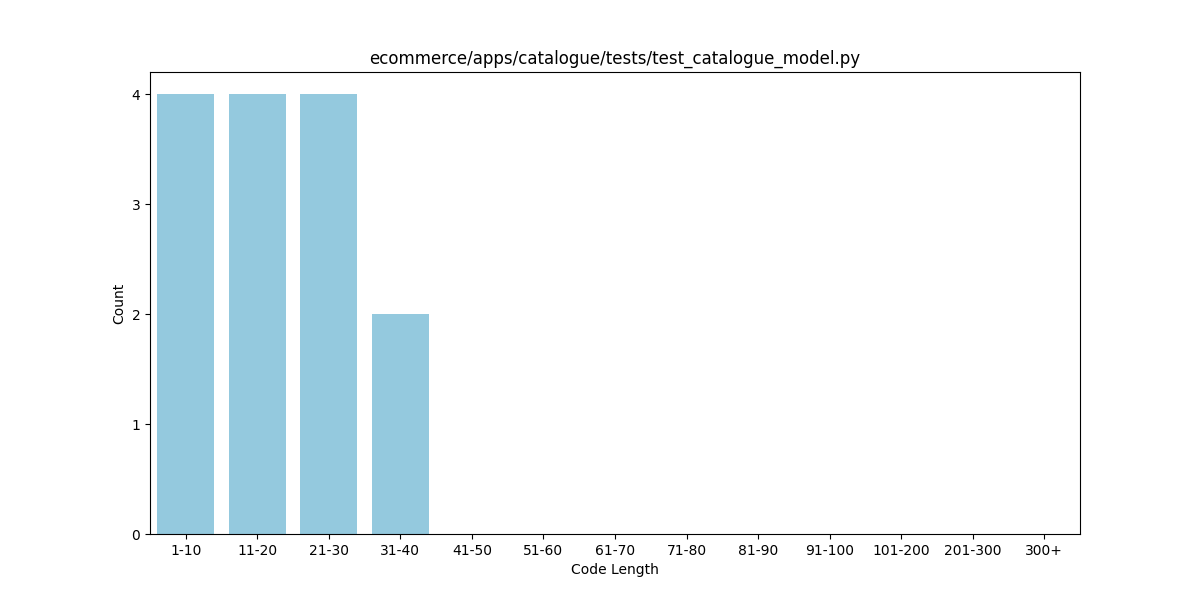 ecommerce/apps/catalogue/tests/test_catalogue_model.py
4
3
2
1
0
Count
1-10 11-20 21-30 31-40 41-50 51-60 61-70 71-80 81-90 91-100 101-200 201-300 300+
Code Length